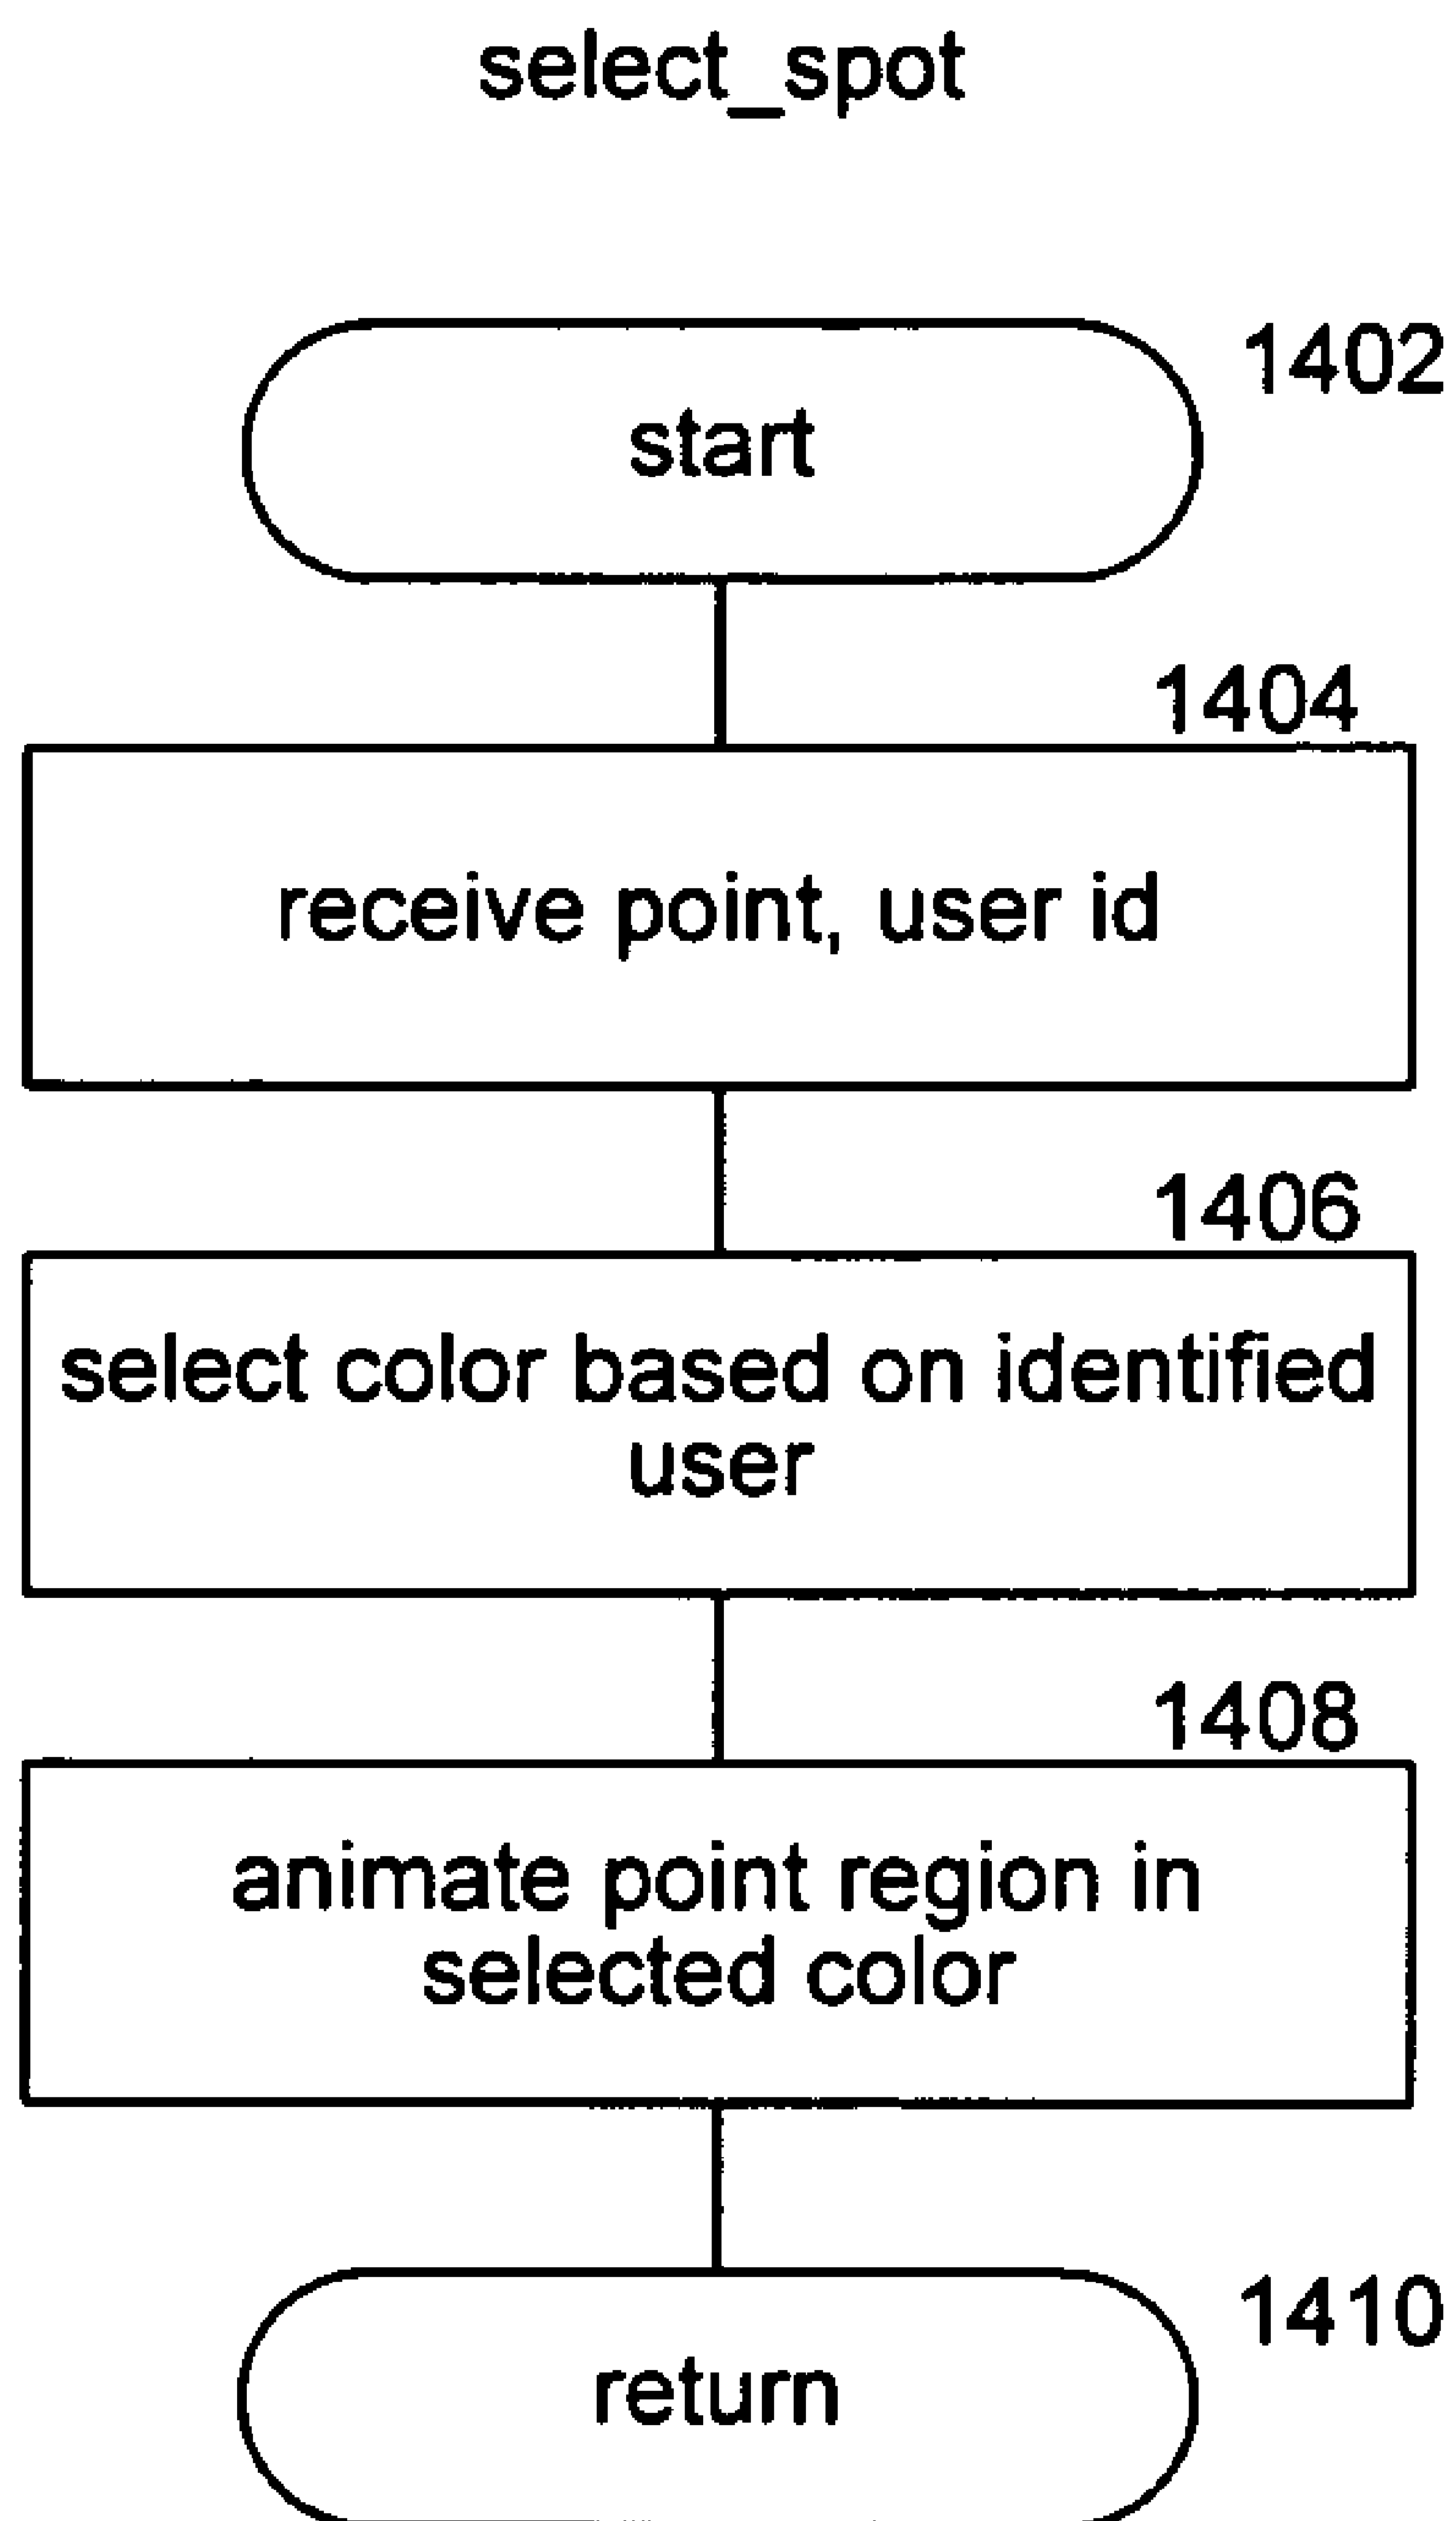 select_spot
1402
start
1404
receive point, user id
1406
select color based on identified
user
1408
animate point region in
selected color
1410
return